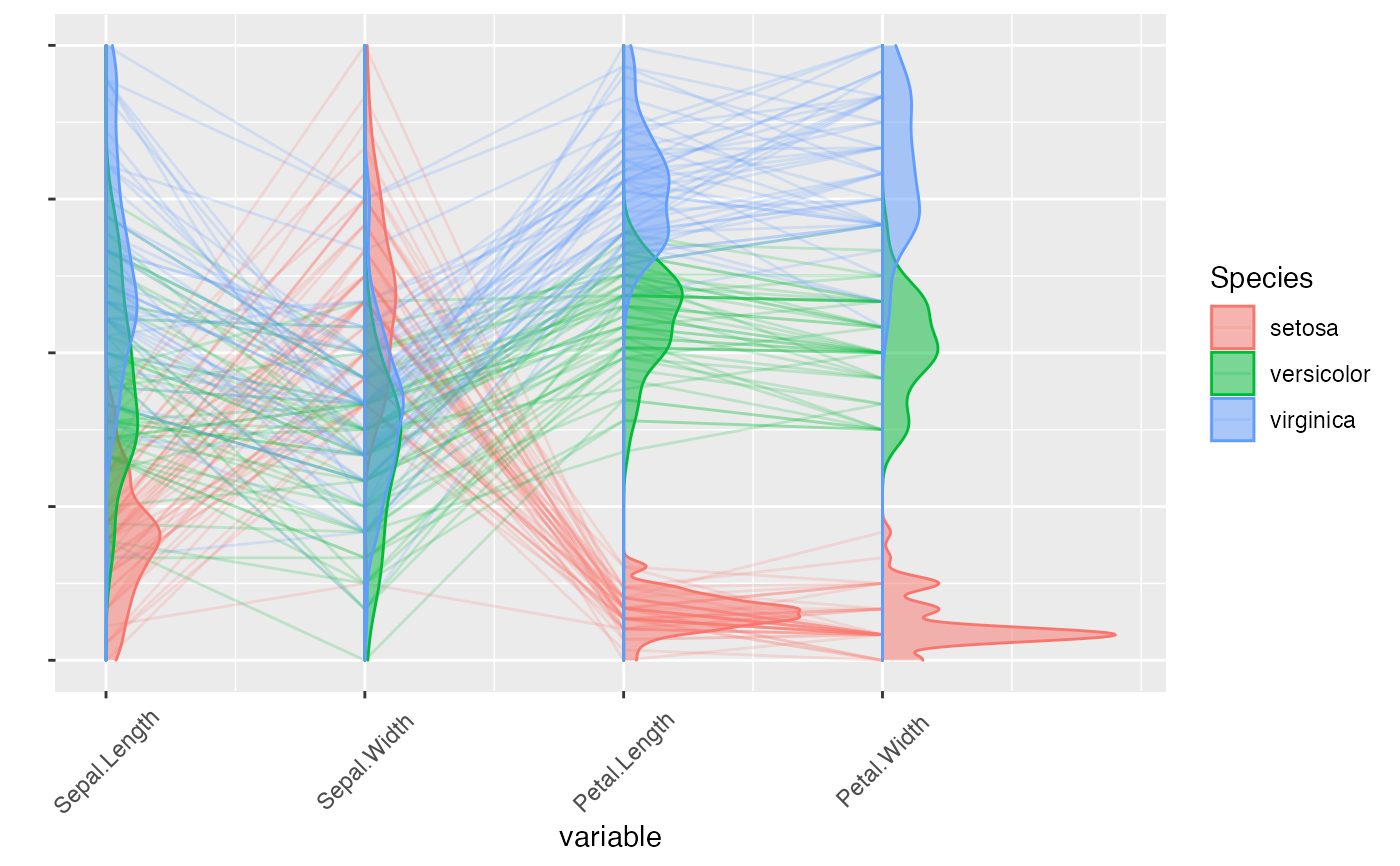 Species
setosa
versicolor
virginica
Sepal.Length
Sepal.Width
Petal.Length
Petal.Width
variable